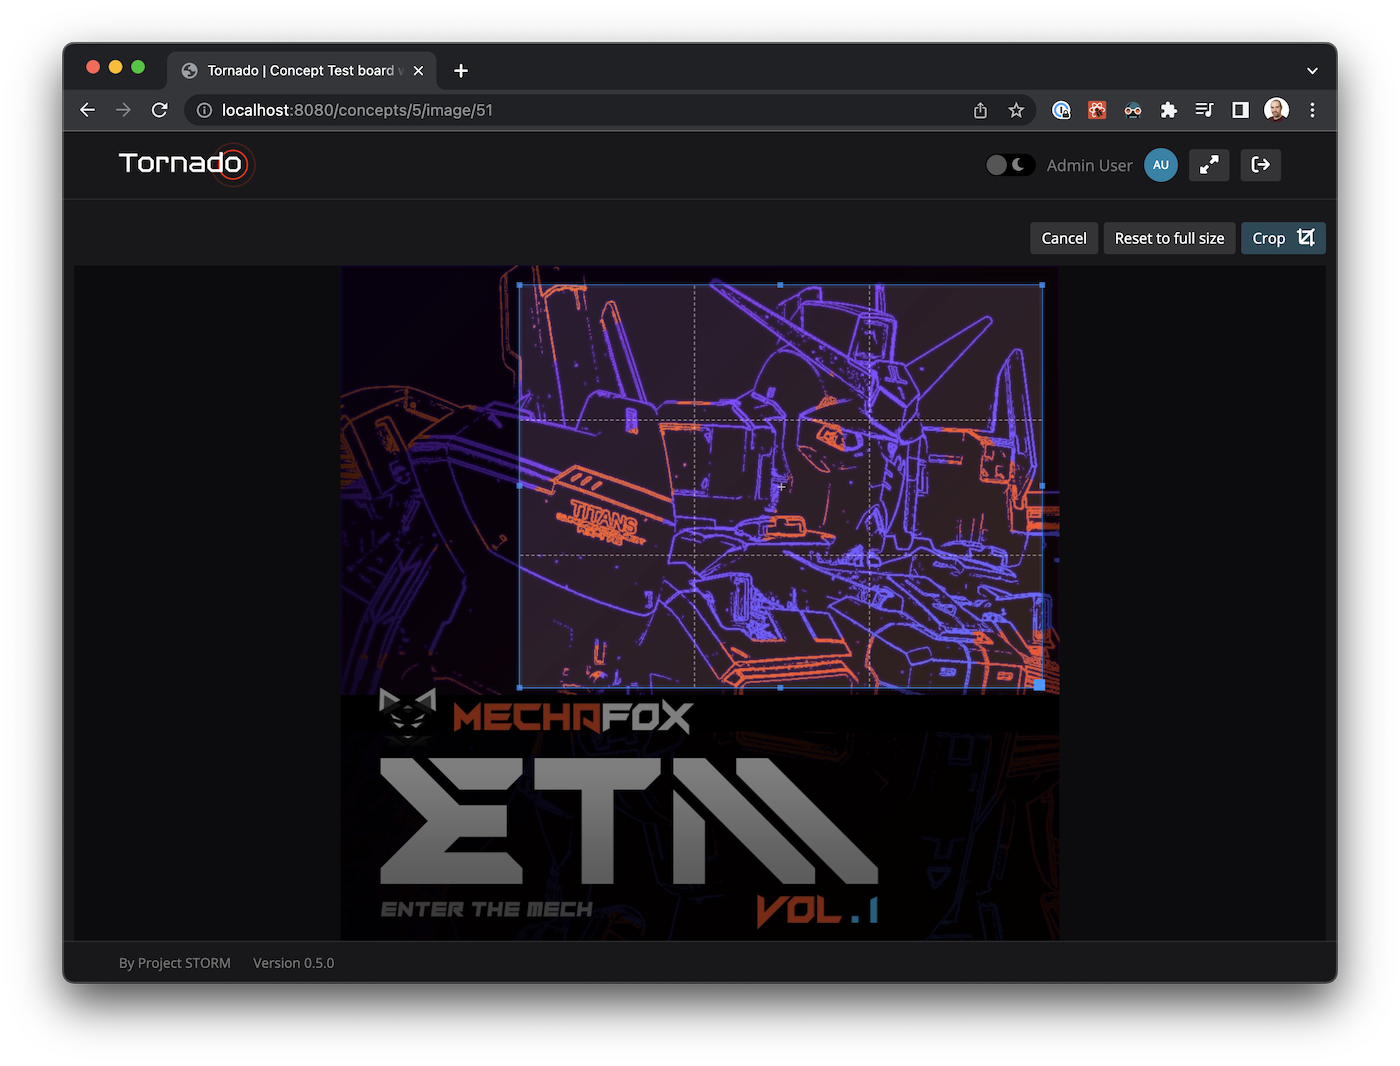 Tornado | Concept Test board
localhost:8080/concepts/5/image/51
Tornado
Admin User
AU
Cancel
Reset to full size
Crop
TITANS
MECHAFOX
ETM
ENTER THE MECH
VOL.1
By Project STORM
Version 0.5.0